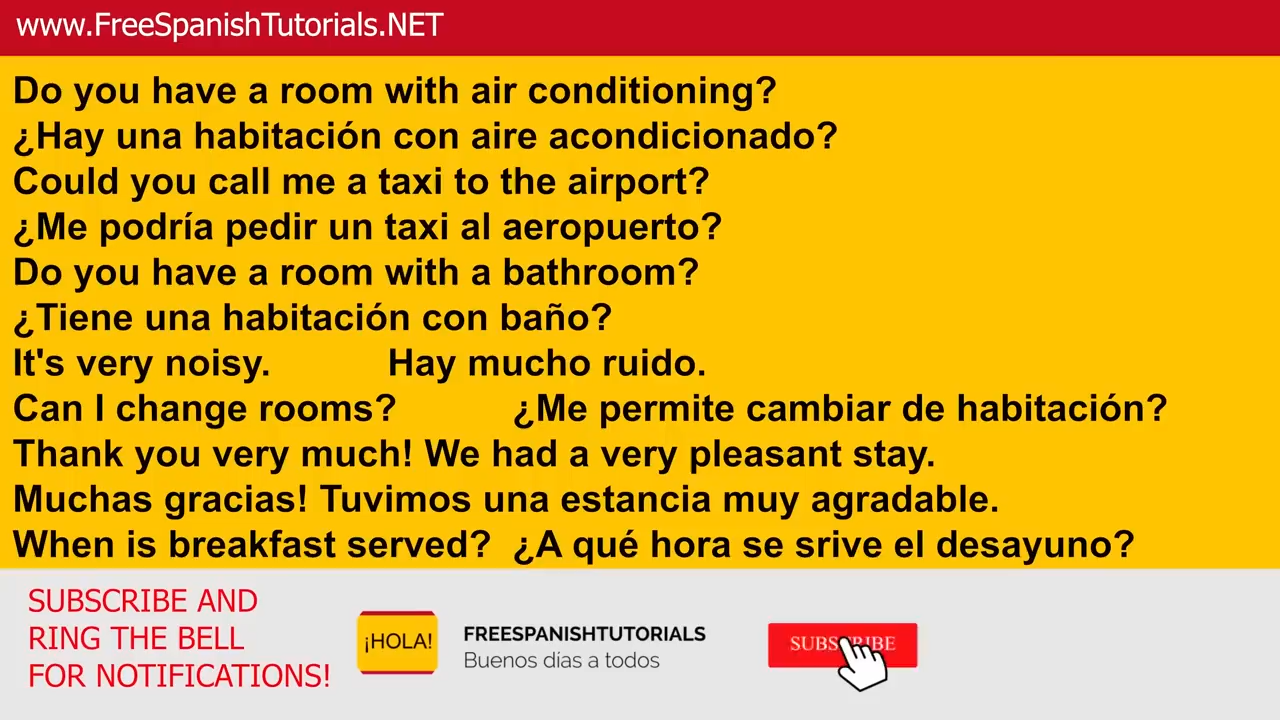 www.FreeSpanishTutorials.NET
Do you have a room with air conditioning?
¿Hay una habitación con aire acondicionado?
Could you call me a taxi to the airport?
¿Me podría pedir un taxi al aeropuerto?
Do you have a room with a bathroom?
¿Tiene una habitación con baño?
It's very noisy. Hay mucho ruido.
Can I change rooms? ¿Me permite cambiar de habitación?
Thank you very much! We had a very pleasant stay.
Muchas gracias! Tuvimos una estancia muy agradable.
When is breakfast served? ¿A qué hora se srive el desayuno?
SUBSCRIBE AND
RING THE BELL
FOR NOTIFICATIONS!
¡HOLA!
FREESPANISHTUTORIALS
Buenos días a todos
SUBSCRIBE